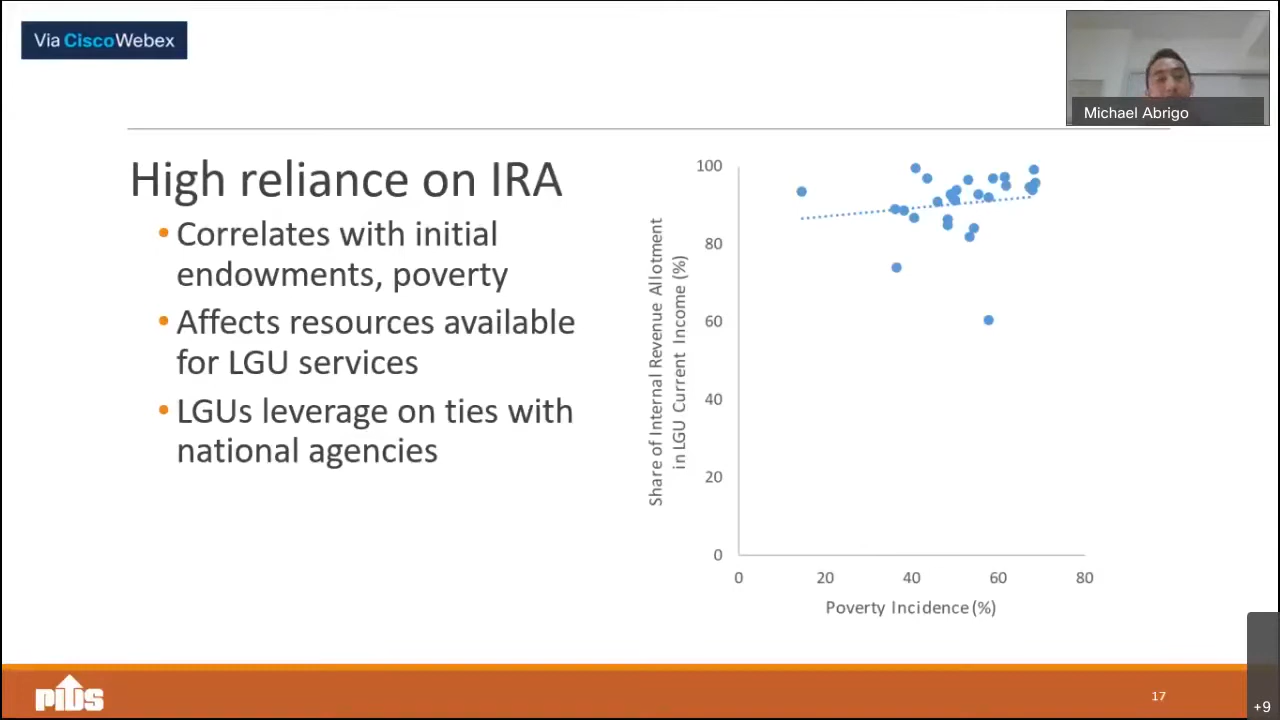 Via CiscoWebex
Michael Abrigo
High reliance on IRA
• Correlates with initial
endowments, poverty
• Affects resources available
for LGU services
• LGUs leverage on ties with
national agencies
Share of Internal Revenue Allotment
in LGU Current Income (%)
100
80
60
40
20
0
0 20 40 60 80
Poverty Incidence (%)
PIDS
17
+9